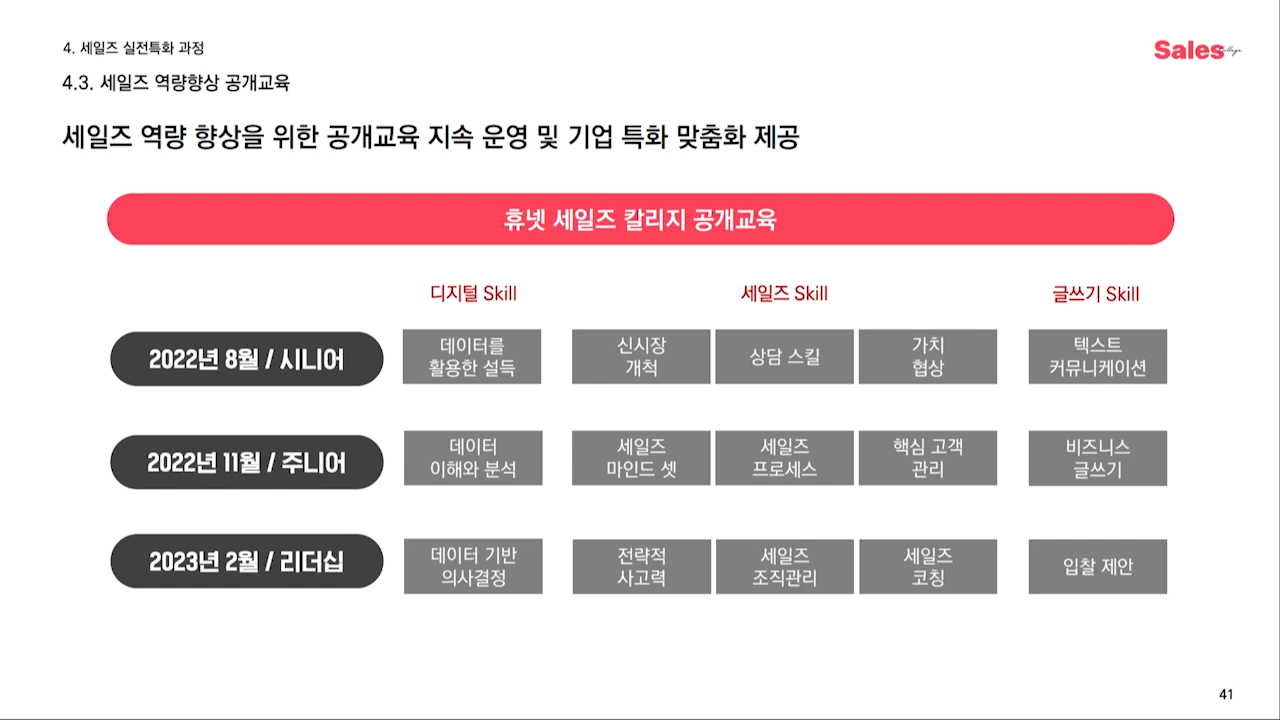 4. 세일즈 실전특화 과정
Sales College
4.3. 세일즈 역량향상 공개교육
세일즈 역량 향상을 위한 공개교육 지속 운영 및 기업 특화 맞춤화 제공
휴넷 세일즈 칼리지 공개교육
디지털 Skill
세일즈 Skill
글쓰기 Skill
2022년 8월 / 시니어
데이터를
활용한 설득
신시장
개척
상담 스킬
가치
협상
텍스트
커뮤니케이션
2022년 11월 / 주니어
데이터
이해와 분석
세일즈
마인드 셋
세일즈
프로세스
핵심 고객
관리
비즈니스
글쓰기
2023년 2월 / 리더십
데이터 기반
의사결정
전략적
사고력
세일즈
조직관리
세일즈
코칭
입찰 제안
41